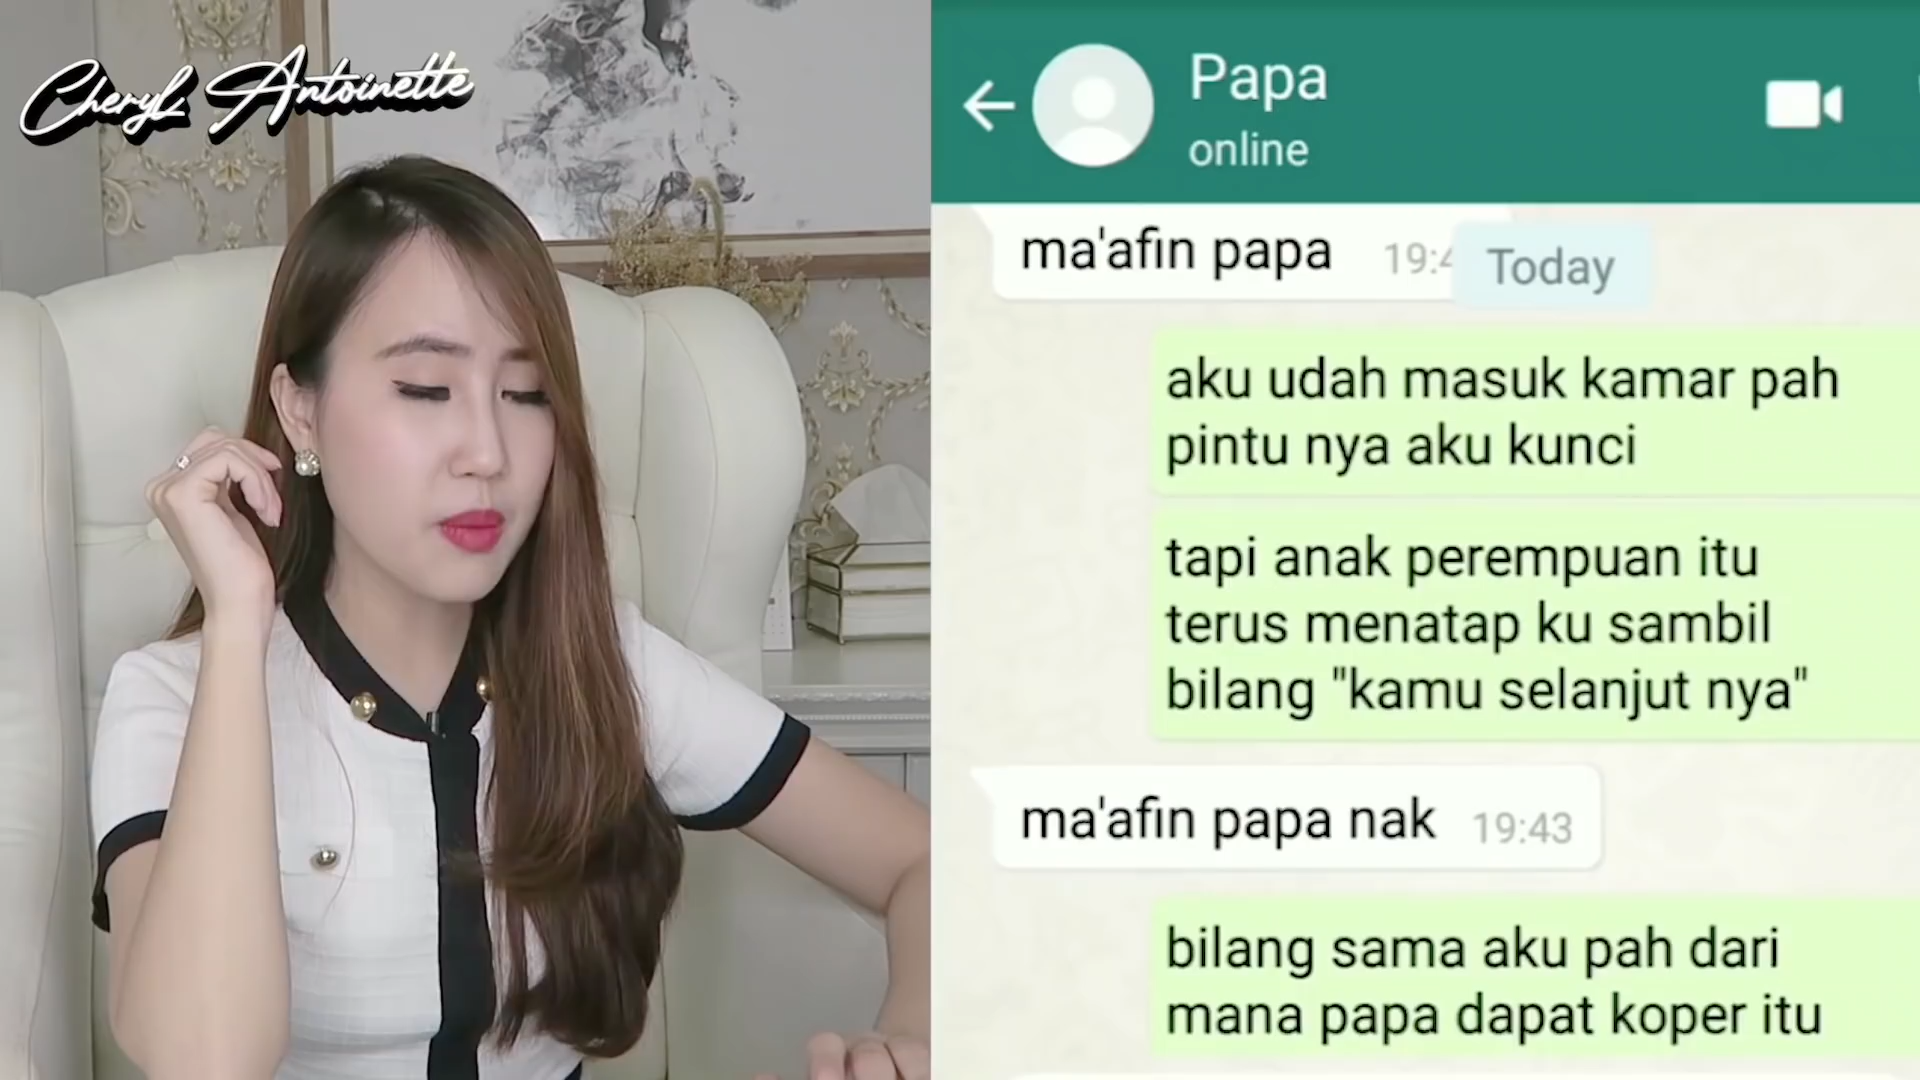 Cheryl Antoinette
Papa
online
ma'afin papa
Today
aku udah masuk kamar pah
pintu nya aku kunci
tapi anak perempuan itu
terus menatap ku sambil
bilang "kamu selanjut nya"
ma'afin papa nak 19:43
bilang sama aku pah dari
mana papa dapat koper itu